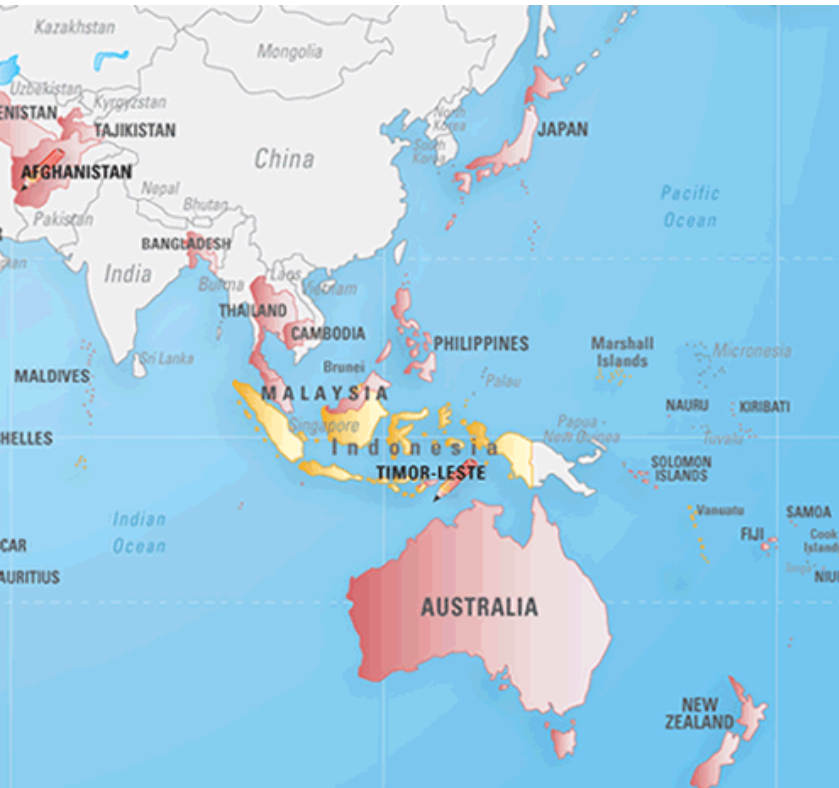 Kazakhstan
Mongolia
Uzbekistan
ENISTAN
Kyrgyzstan
North
Korea
TAJIKISTAN
JAPAN
South
Korea
China
AFGHANISTAN
Nepal
Pacific
Ocean
Bhutan
Pakistan
R
BANGLADESH
India
Burma
Laos
Vietnam
THAILAND
CAMBODIA
PHILIPPINES
Marshall
Islands
Micronesia
Sri Lanka
Brunei
MALDIVES
Palau
MALAYSIA
NAURU
KIRIBATI
Singapore
Papua -
New Guinea
HELLES
Tuvalu
Indonesia
TIMOR-LESTE
SOLOMON
ISLANDS
Indian
Ocean
Vanuatu
SAMOA
FIJI
Cook
Island
CAR
AURITIUS
NIU
AUSTRALIA
NEW
ZEALAND